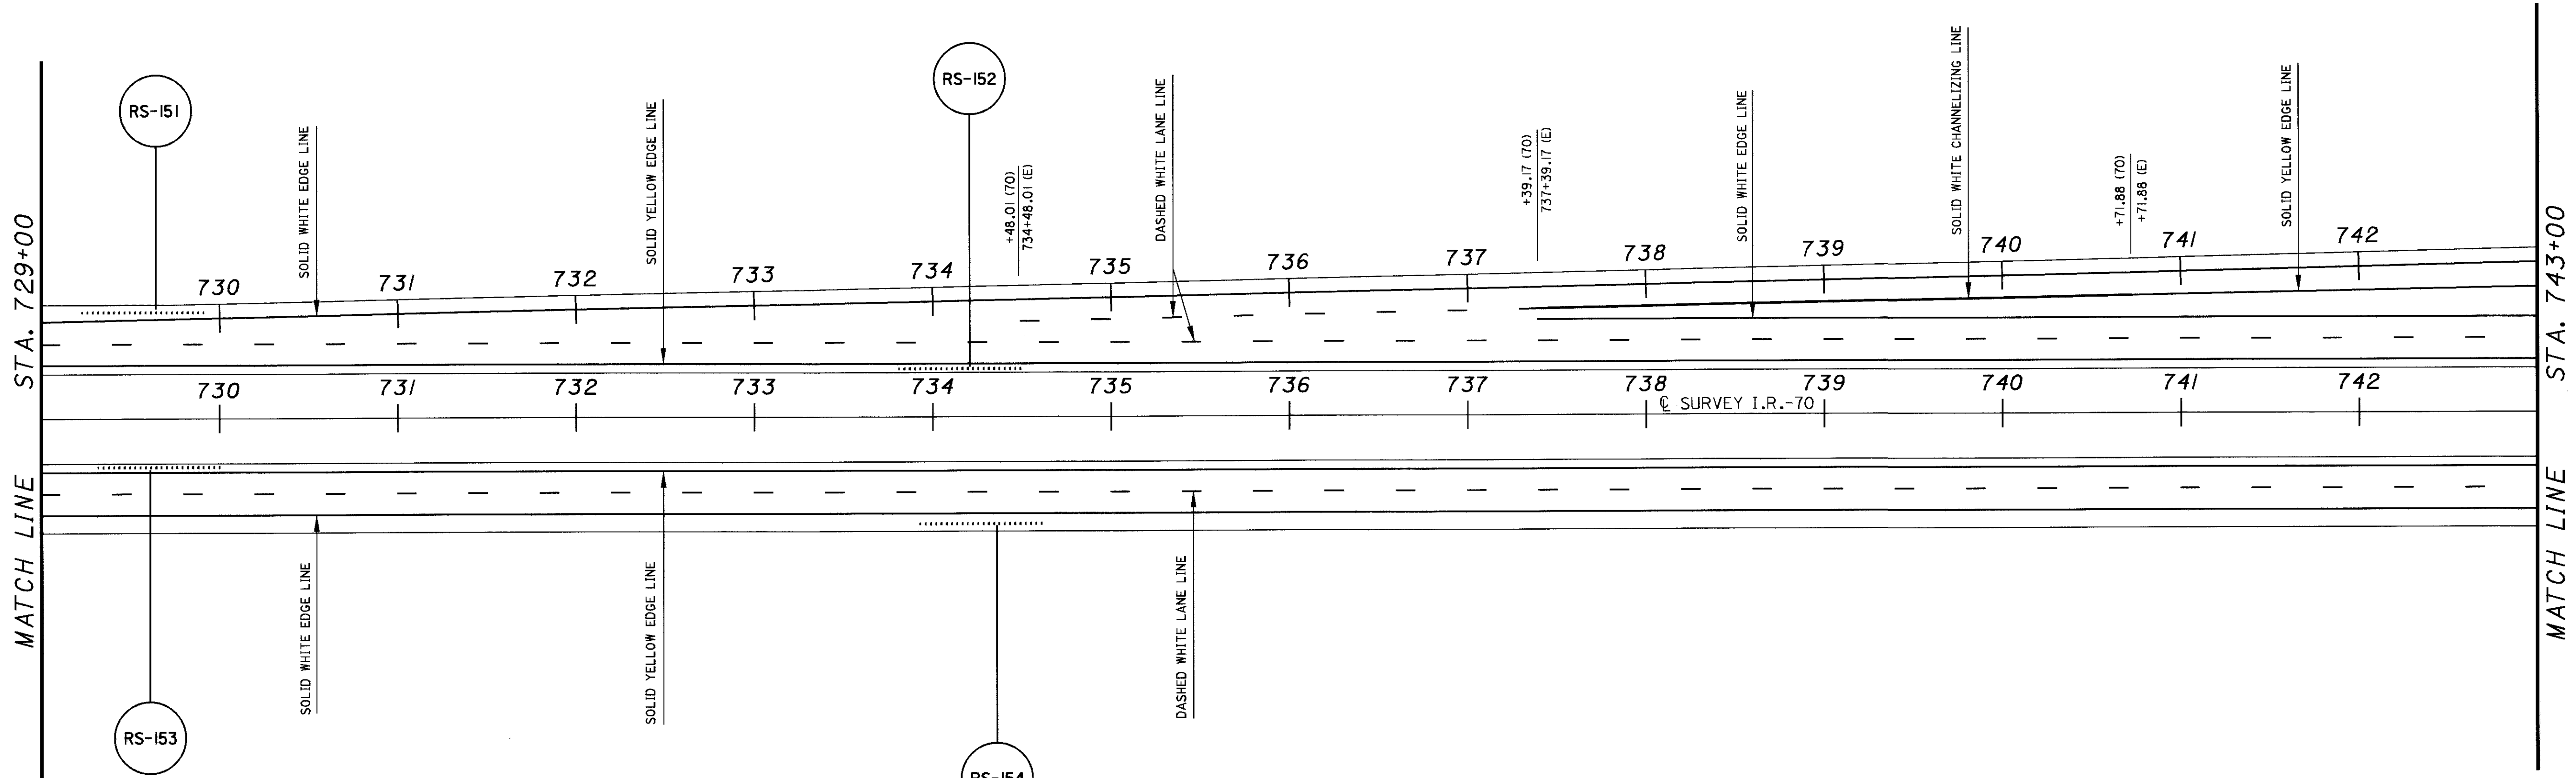 RS-151
RS-152
SOLID WHITE EDGE LINE
SOLID YELLOW EDGE LINE
+48.01 (70)
734+48.01 (E)
DASHED WHITE LANE LINE
+39.17 (70)
737+39.17 (E)
SOLID WHITE EDGE LINE
SOLID WHITE CHANNELIZING LINE
+71.88 (70)
+71.88 (E)
SOLID YELLOW EDGE LINE
730 731 732 733 734 735 736 737 738 739 740 741 742
730 731 732 733 734 735 736 737 738 739 740 741 742
℄ SURVEY I.R.-70
MATCH LINE STA. 729+00
MATCH LINE STA. 743+00
SOLID WHITE EDGE LINE
SOLID YELLOW EDGE LINE
DASHED WHITE LANE LINE
RS-153
RS-154